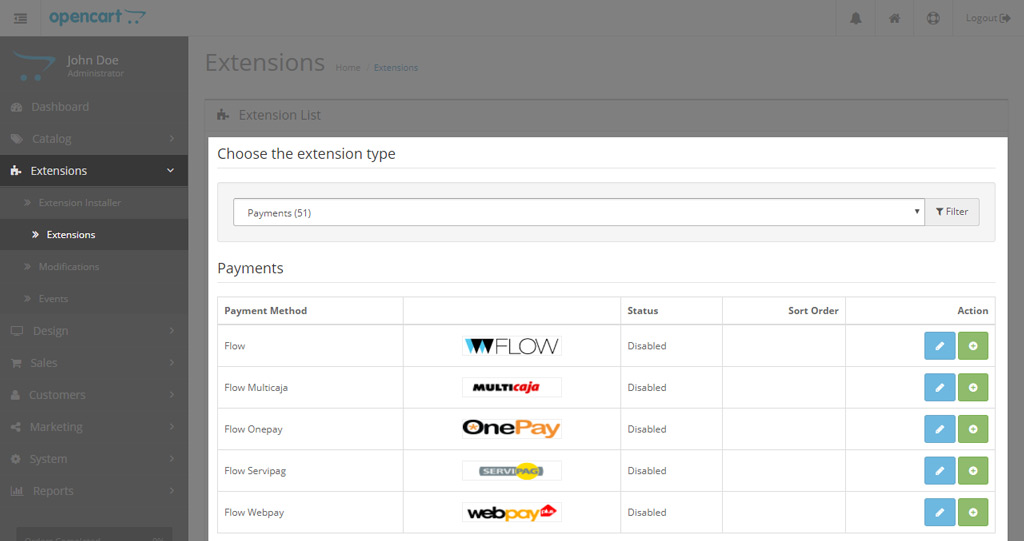 opencart
Logout
John Doe
Administrator
Dashboard
Catalog
Extensions
Extension Installer
Extensions
Modifications
Events
Design
Sales
Customers
Marketing
System
Reports
Extensions Home / Extensions
Extension List
Choose the extension type
Payments (51) Filter
Payments
Payment Method Status Sort Order Action
Flow FLOW Disabled
Flow Multicaja MULTICaja Disabled
Flow Onepay OnePay Disabled
Flow Servipag SERVIPAG Disabled
Flow Webpay webpay plus Disabled